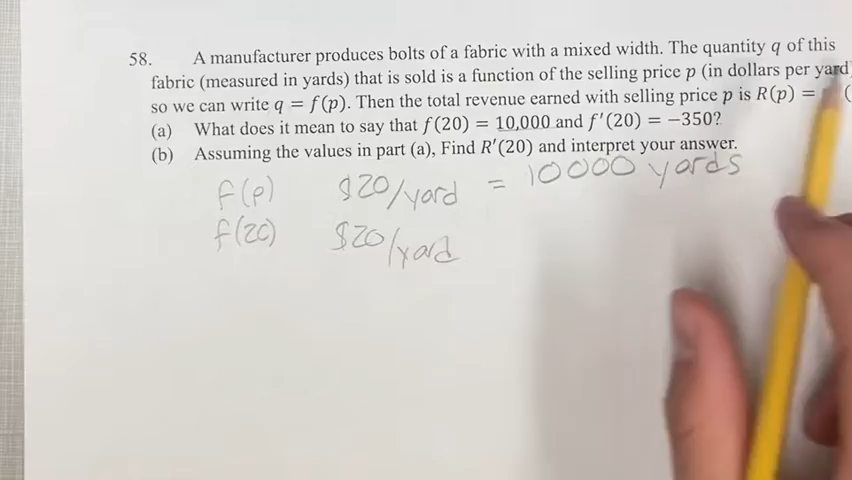 58. A manufacturer produces bolts of a fabric with a mixed width. The quantity q of this
fabric (measured in yards) that is sold is a function of the selling price p (in dollars per yard)
so we can write q = f(p). Then the total revenue earned with selling price p is R(p) =
(a) What does it mean to say that f(20) = 10,000 and f'(20) = −350?
(b) Assuming the values in part (a), Find R'(20) and interpret your answer.
f(p) $20/yard = 10000 yards
f(20) $20/yard